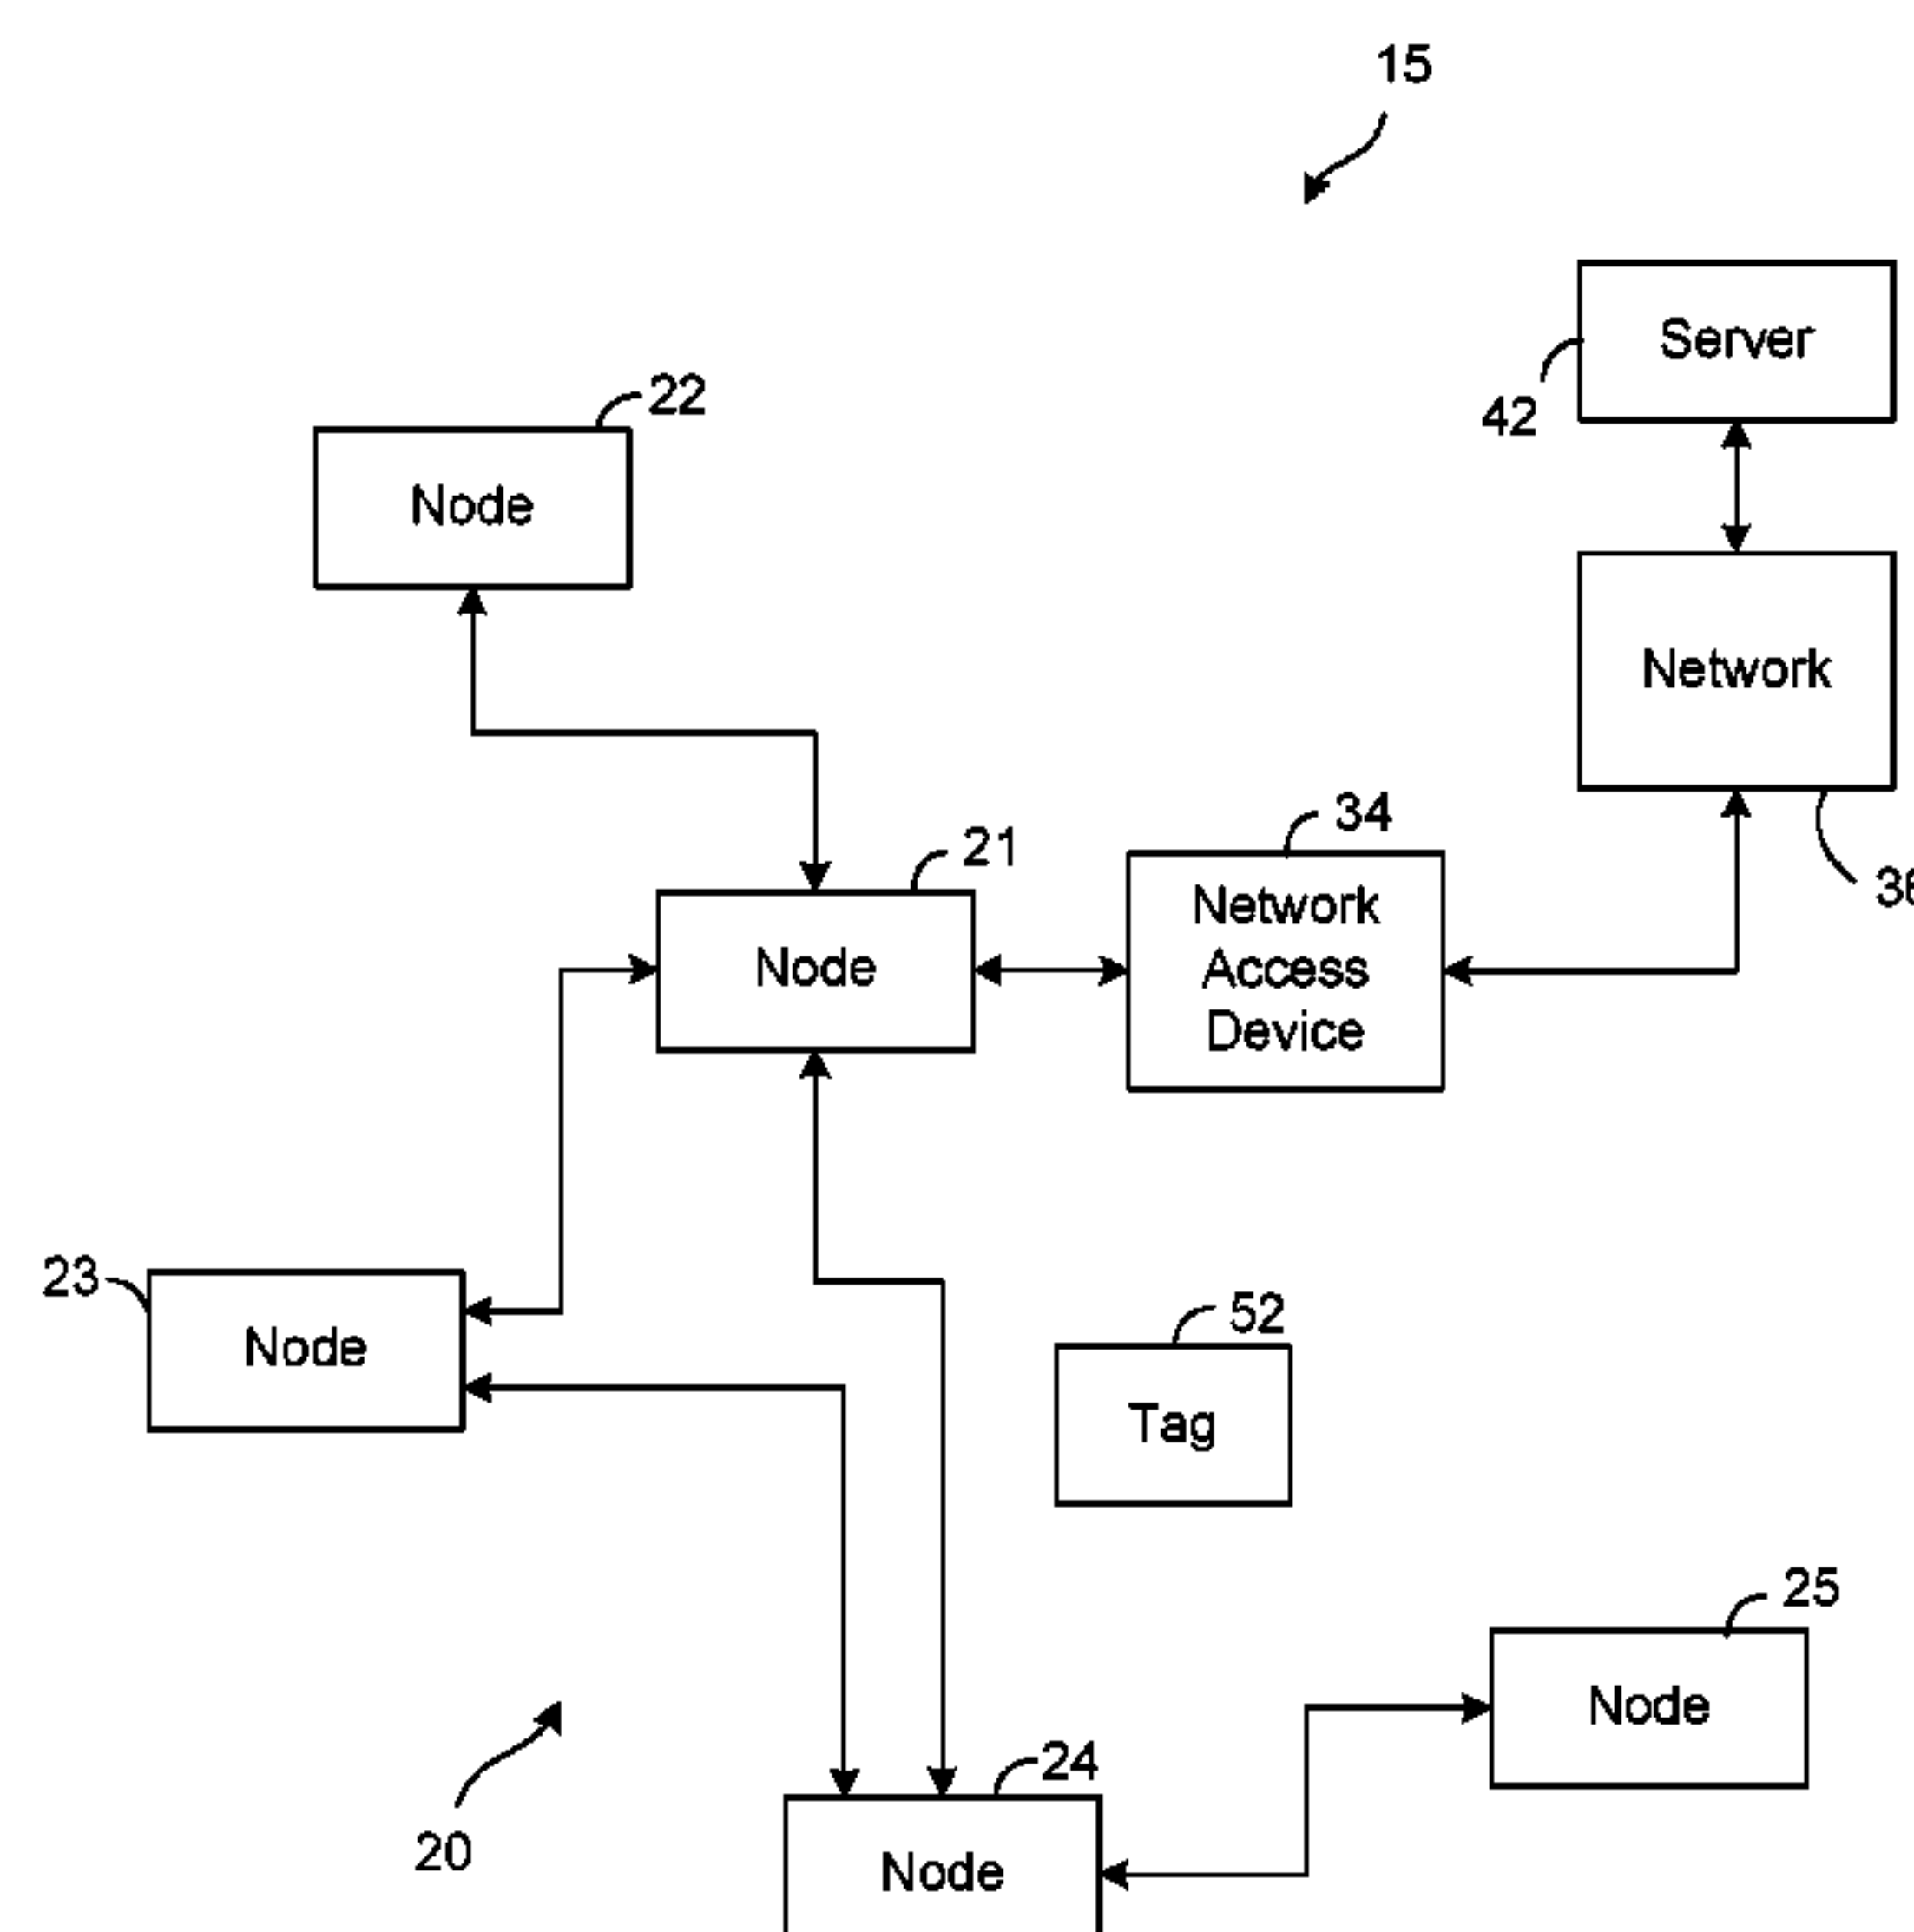 15
Server
42
22
Node
Network
34
21
Network
Access
Device
Node
23
Node
52
Tag
25
Node
24
20
Node